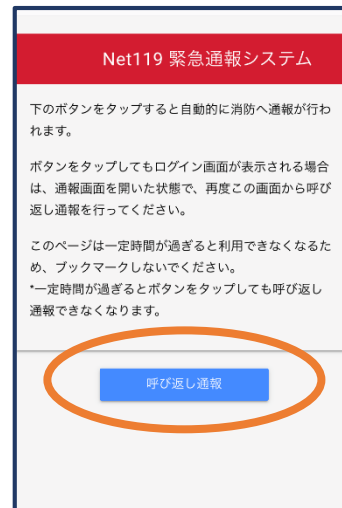 Net119 緊急通報システム
下のボタンをタップすると自動的に消防へ通報が行わ
れます。
ボタンをタップしてもログイン画面が表示される場合
は、通報画面を開いた状態で、再度この画面から呼び
返し通報を行ってください。
このページは一定時間が過ぎると利用できなくなるた
め、ブックマークしないでください。
*一定時間が過ぎるとボタンをタップしても呼び返し
通報できなくなります。
呼び返し通報